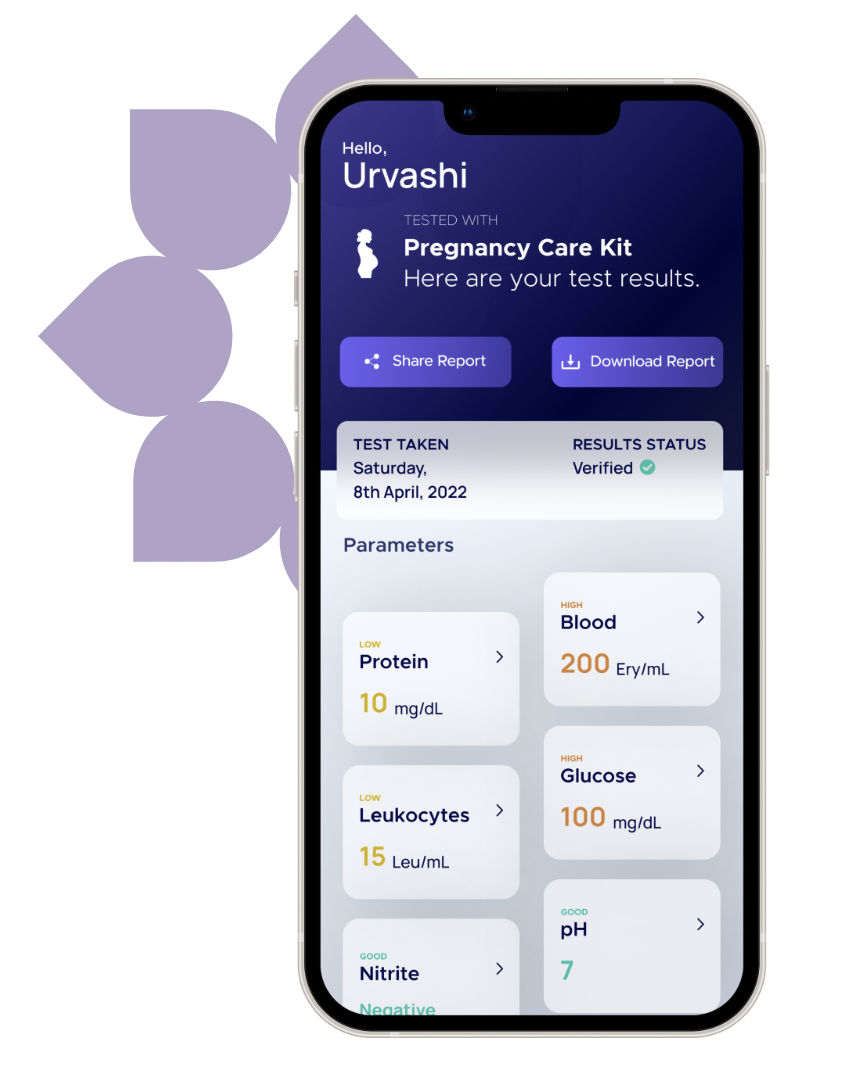 Hello,
Urvashi
TESTED WITH
Pregnancy Care Kit
Here are your test results.
Share Report
Download Report
TEST TAKEN
Saturday,
8th April, 2022
RESULTS STATUS
Verified
Parameters
LOW
Protein
10 mg/dL
HIGH
Blood
200 Ery/mL
LOW
Leukocytes
15 Leu/mL
HIGH
Glucose
100 mg/dL
GOOD
Nitrite
Negative
GOOD
pH
7